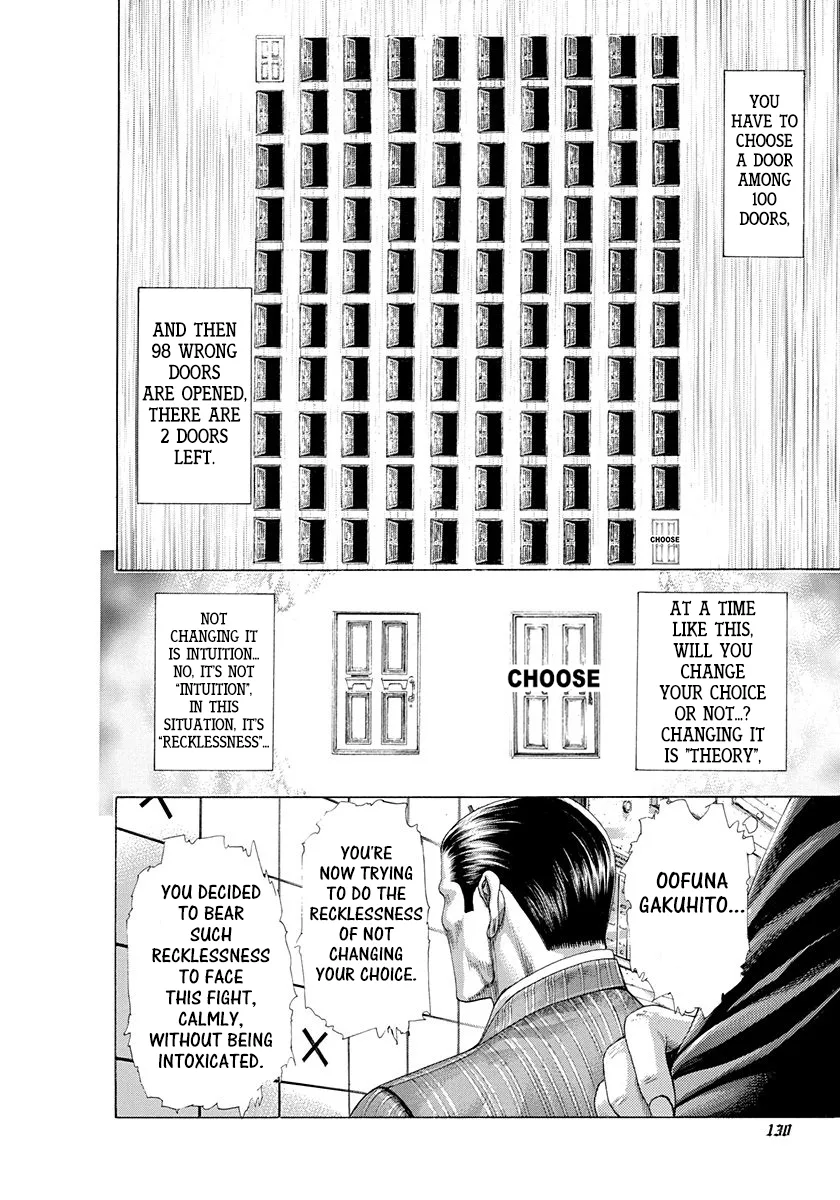 YOU
HAVE TO
CHOOSE
A DOOR
AMONG
100
DOORS,
AND THEN
98 WRONG
DOORS
ARE OPENED,
THERE ARE
2 DOORS
LEFT.
CHOOSE
AT A TIME
LIKE THIS,
WILL YOU
CHANGE
YOUR CHOICE
OR NOT...?
CHANGING IT
IS "THEORY",
CHOOSE
NOT
CHANGING IT
IS INTUITION...
NO, IT'S NOT
"INTUITION",
IN THIS
SITUATION, IT'S
"RECKLESSNESS"...
OOFUNA
GAKUHITO...
YOU'RE
NOW TRYING
TO DO THE
RECKLESSNESS
OF NOT
CHANGING
YOUR CHOICE.
YOU DECIDED
TO BEAR
SUCH
RECKLESSNESS
TO FACE
THIS FIGHT,
CALMLY,
WITHOUT BEING
INTOXICATED.
130